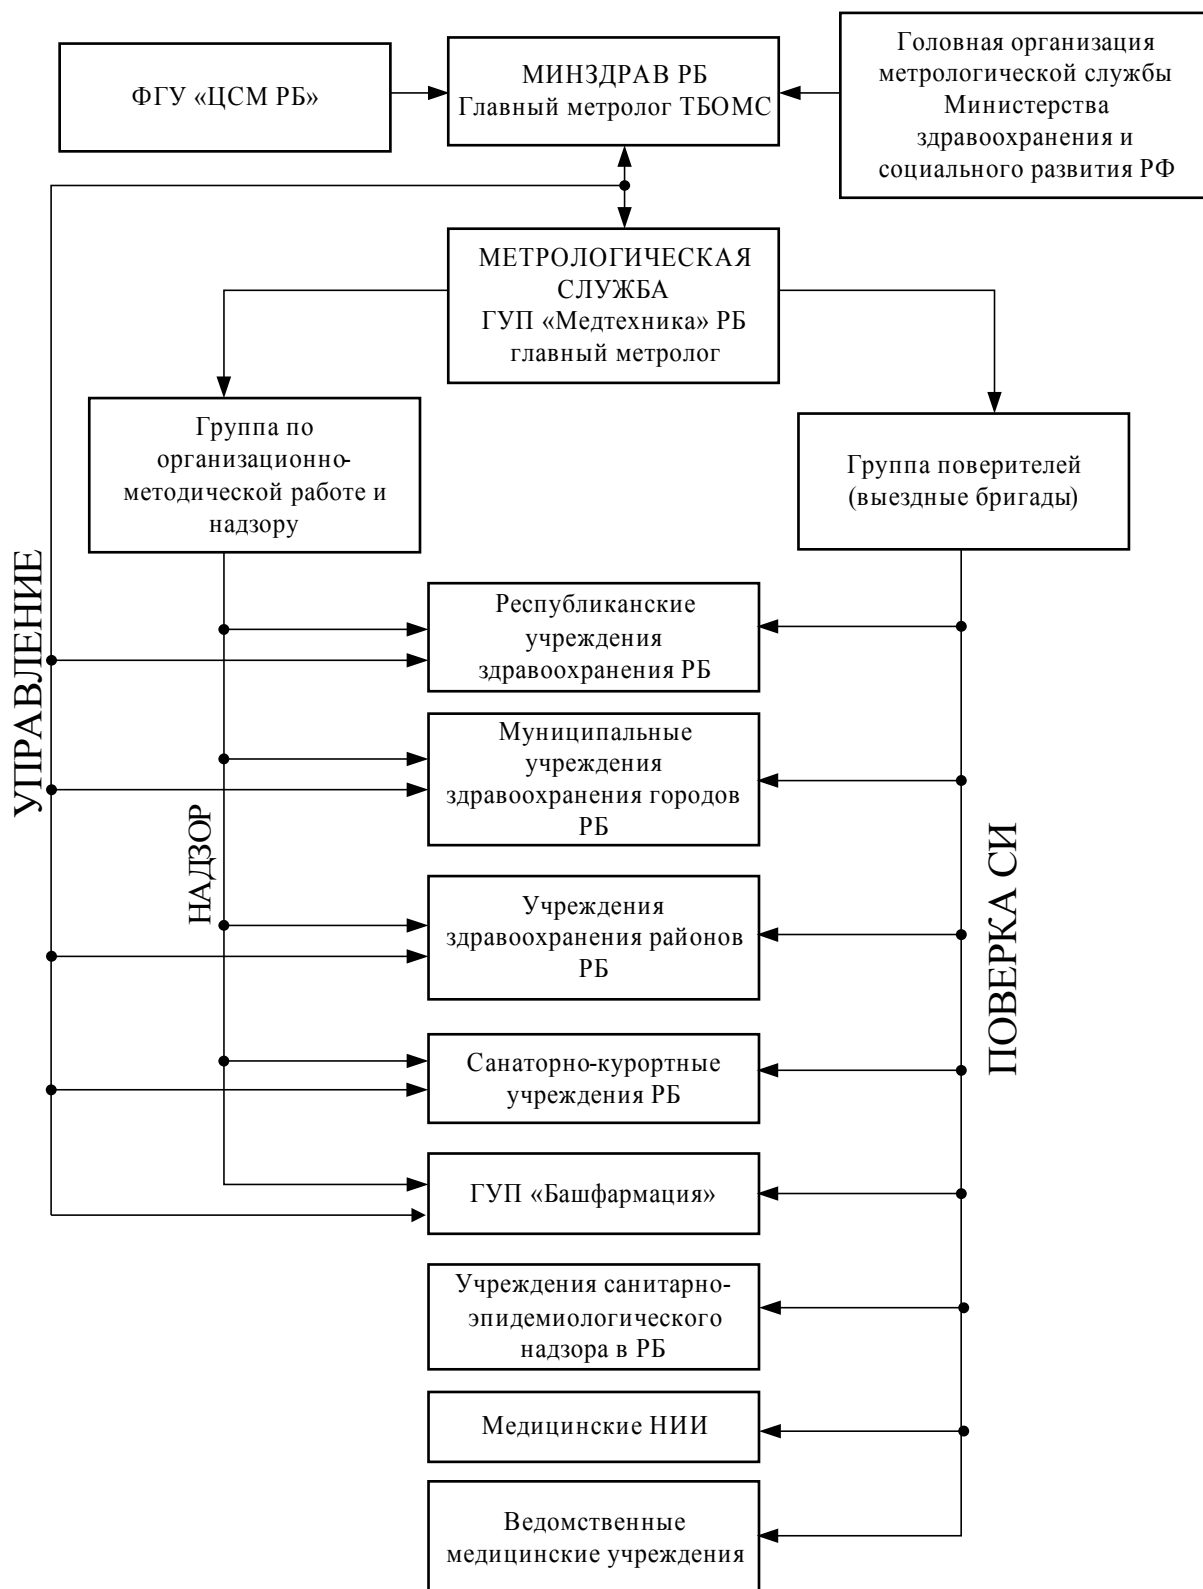 ФГУ «ЦСМ РБ»
МИНЗДРАВ РБ
Главный метролог ТБОМС
Головная организация
метрологической службы
Министерства
здравоохранения и
социального развития РФ
МЕТРОЛОГИЧЕСКАЯ
СЛУЖБА
ГУП «Медтехника» РБ
главный метролог
Группа по
организационно-
методической работе и
надзору
Группа поверителей
(выездные бригады)
УПРАВЛЕНИЕ
НАДЗОР
ПОВЕРКА СИ
Республиканские
учреждения
здравоохранения РБ
Муниципальные
учреждения
здравоохранения городов
РБ
Учреждения
здравоохранения районов
РБ
Санаторно-курортные
учреждения РБ
ГУП «Башфармация»
Учреждения санитарно-
эпидемиологического
надзора в РБ
Медицинские НИИ
Ведомственные
медицинские учреждения